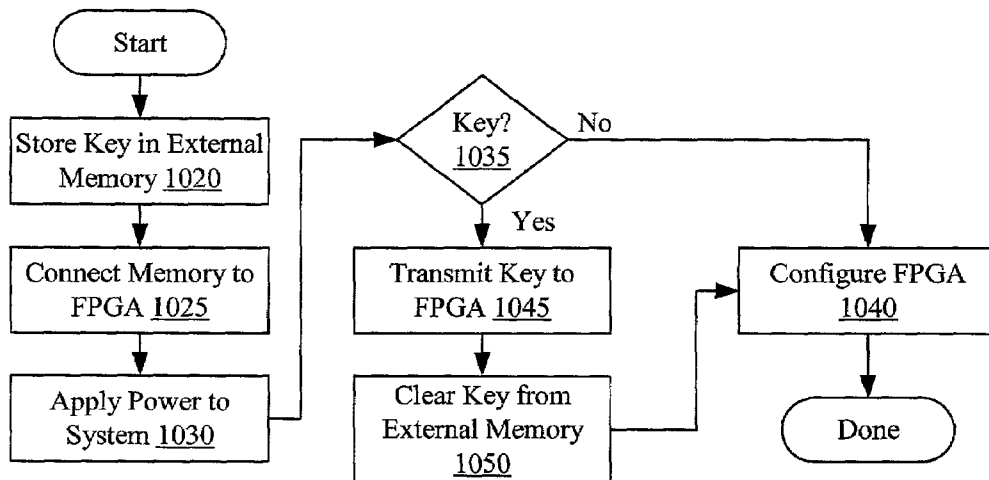 Start
Store Key in External
Memory 1020
Connect Memory to
FPGA 1025
Apply Power to
System 1030
Key?
1035
No
Yes
Transmit Key to
FPGA 1045
Clear Key from
External Memory
1050
Configure FPGA
1040
Done